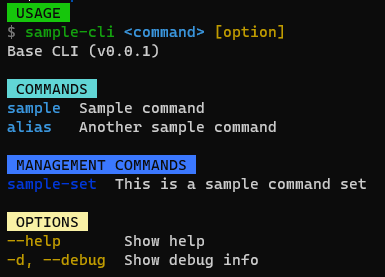 USAGE
$ sample-cli <command> [option]
Base CLI (v0.0.1)
COMMANDS
sample  Sample command
alias   Another sample command
MANAGEMENT COMMANDS
sample-set  This is a sample command set
OPTIONS
--help       Show help
-d, --debug  Show debug info